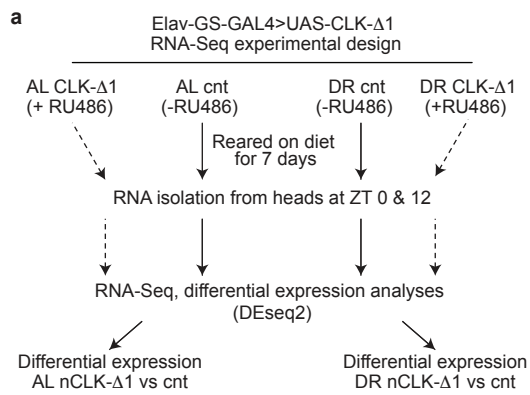 a
Elav-GS-GAL4>UAS-CLK-Δ1
RNA-Seq experimental design
AL CLK-Δ1 AL cnt DR cnt DR CLK-Δ1
(+ RU486) (-RU486) (-RU486) (+RU486)
Reared on diet
for 7 days
RNA isolation from heads at ZT 0 & 12
RNA-Seq, differential expression analyses
(DEseq2)
Differential expression Differential expression
AL nCLK-Δ1 vs cnt DR nCLK-Δ1 vs cnt